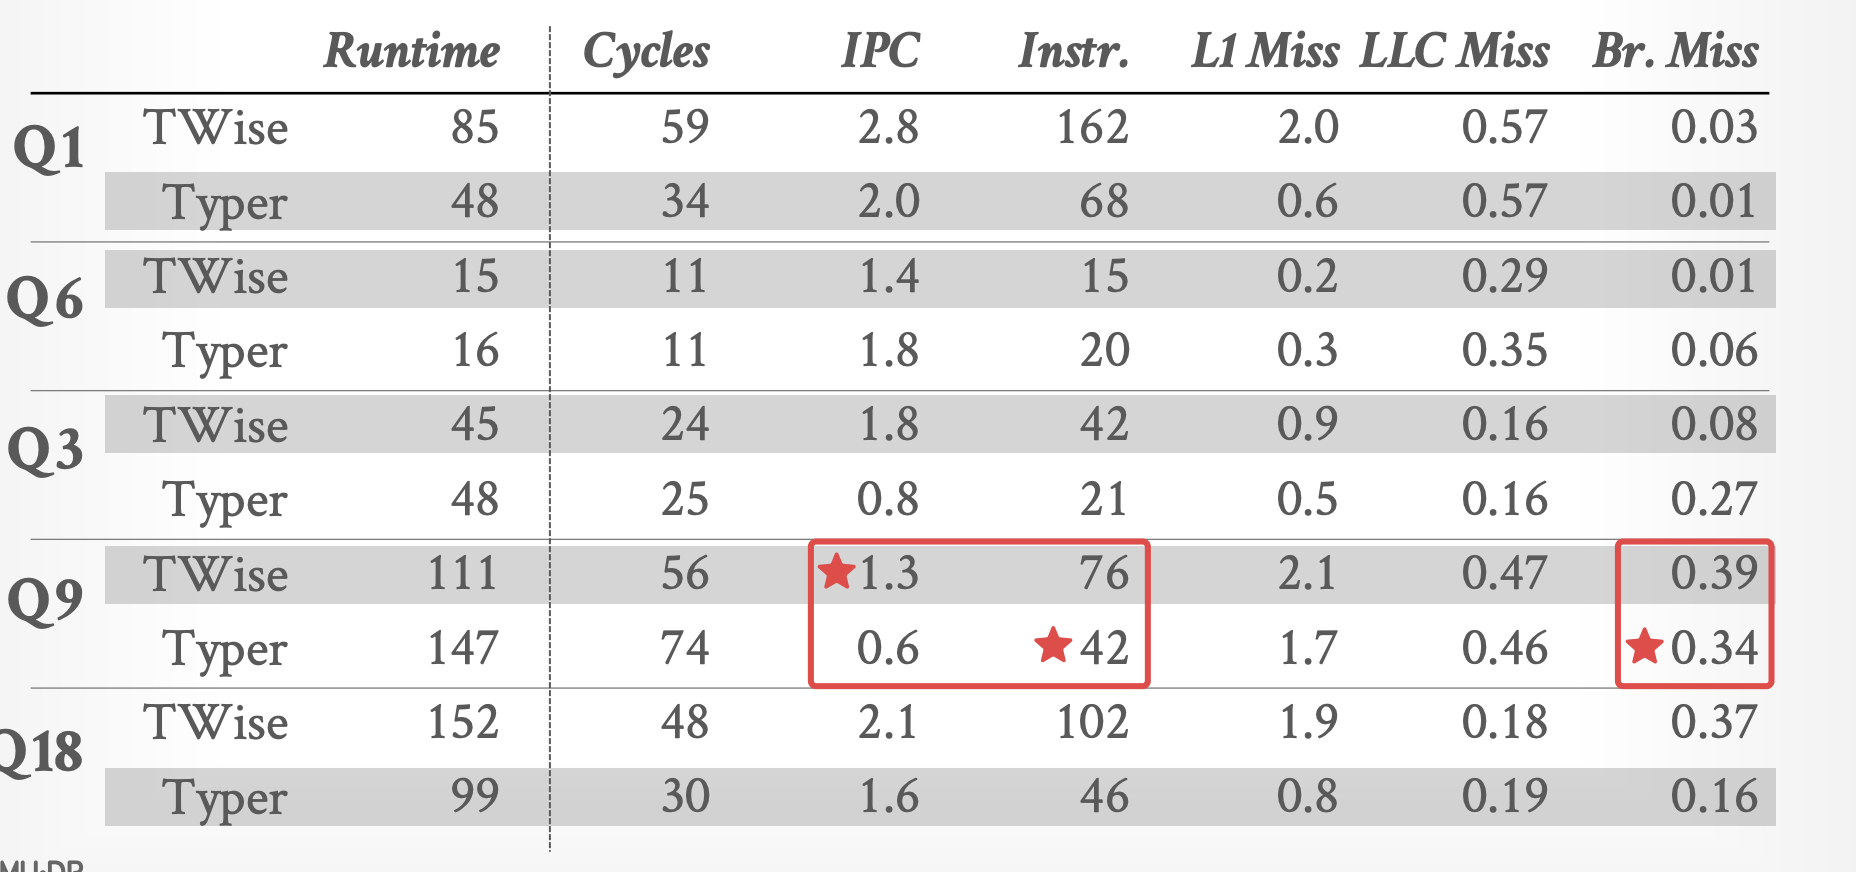 Runtime Cycles IPC Instr. L1 Miss LLC Miss Br. Miss
Q1
TWise 85 59 2.8 162 2.0 0.57 0.03
Typer 48 34 2.0 68 0.6 0.57 0.01
Q6
TWise 15 11 1.4 15 0.2 0.29 0.01
Typer 16 11 1.8 20 0.3 0.35 0.06
Q3
TWise 45 24 1.8 42 0.9 0.16 0.08
Typer 48 25 0.8 21 0.5 0.16 0.27
Q9
TWise 111 56 1.3 76 2.1 0.47 0.39
Typer 147 74 0.6 42 1.7 0.46 0.34
Q18
TWise 152 48 2.1 102 1.9 0.18 0.37
Typer 99 30 1.6 46 0.8 0.19 0.16